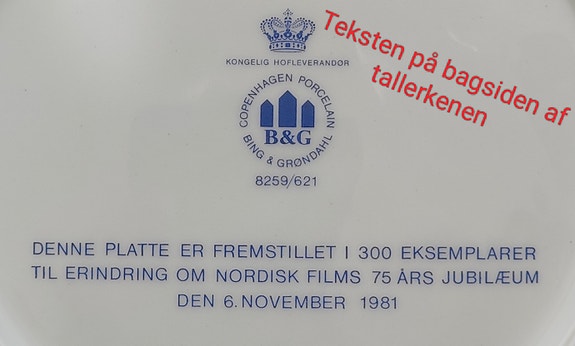 Teksten på bagsiden af
tallerkenen
KONGELIG HOFLEVERANDØR
COPENHAGEN PORCELAIN
B&G
BING & GRØNDAHL
8259/621
DENNE PLATTE ER FREMSTILLET I 300 EKSEMPLARER
TIL ERINDRING OM NORDISK FILMS 75 ÅRS JUBILÆUM
DEN 6. NOVEMBER 1981